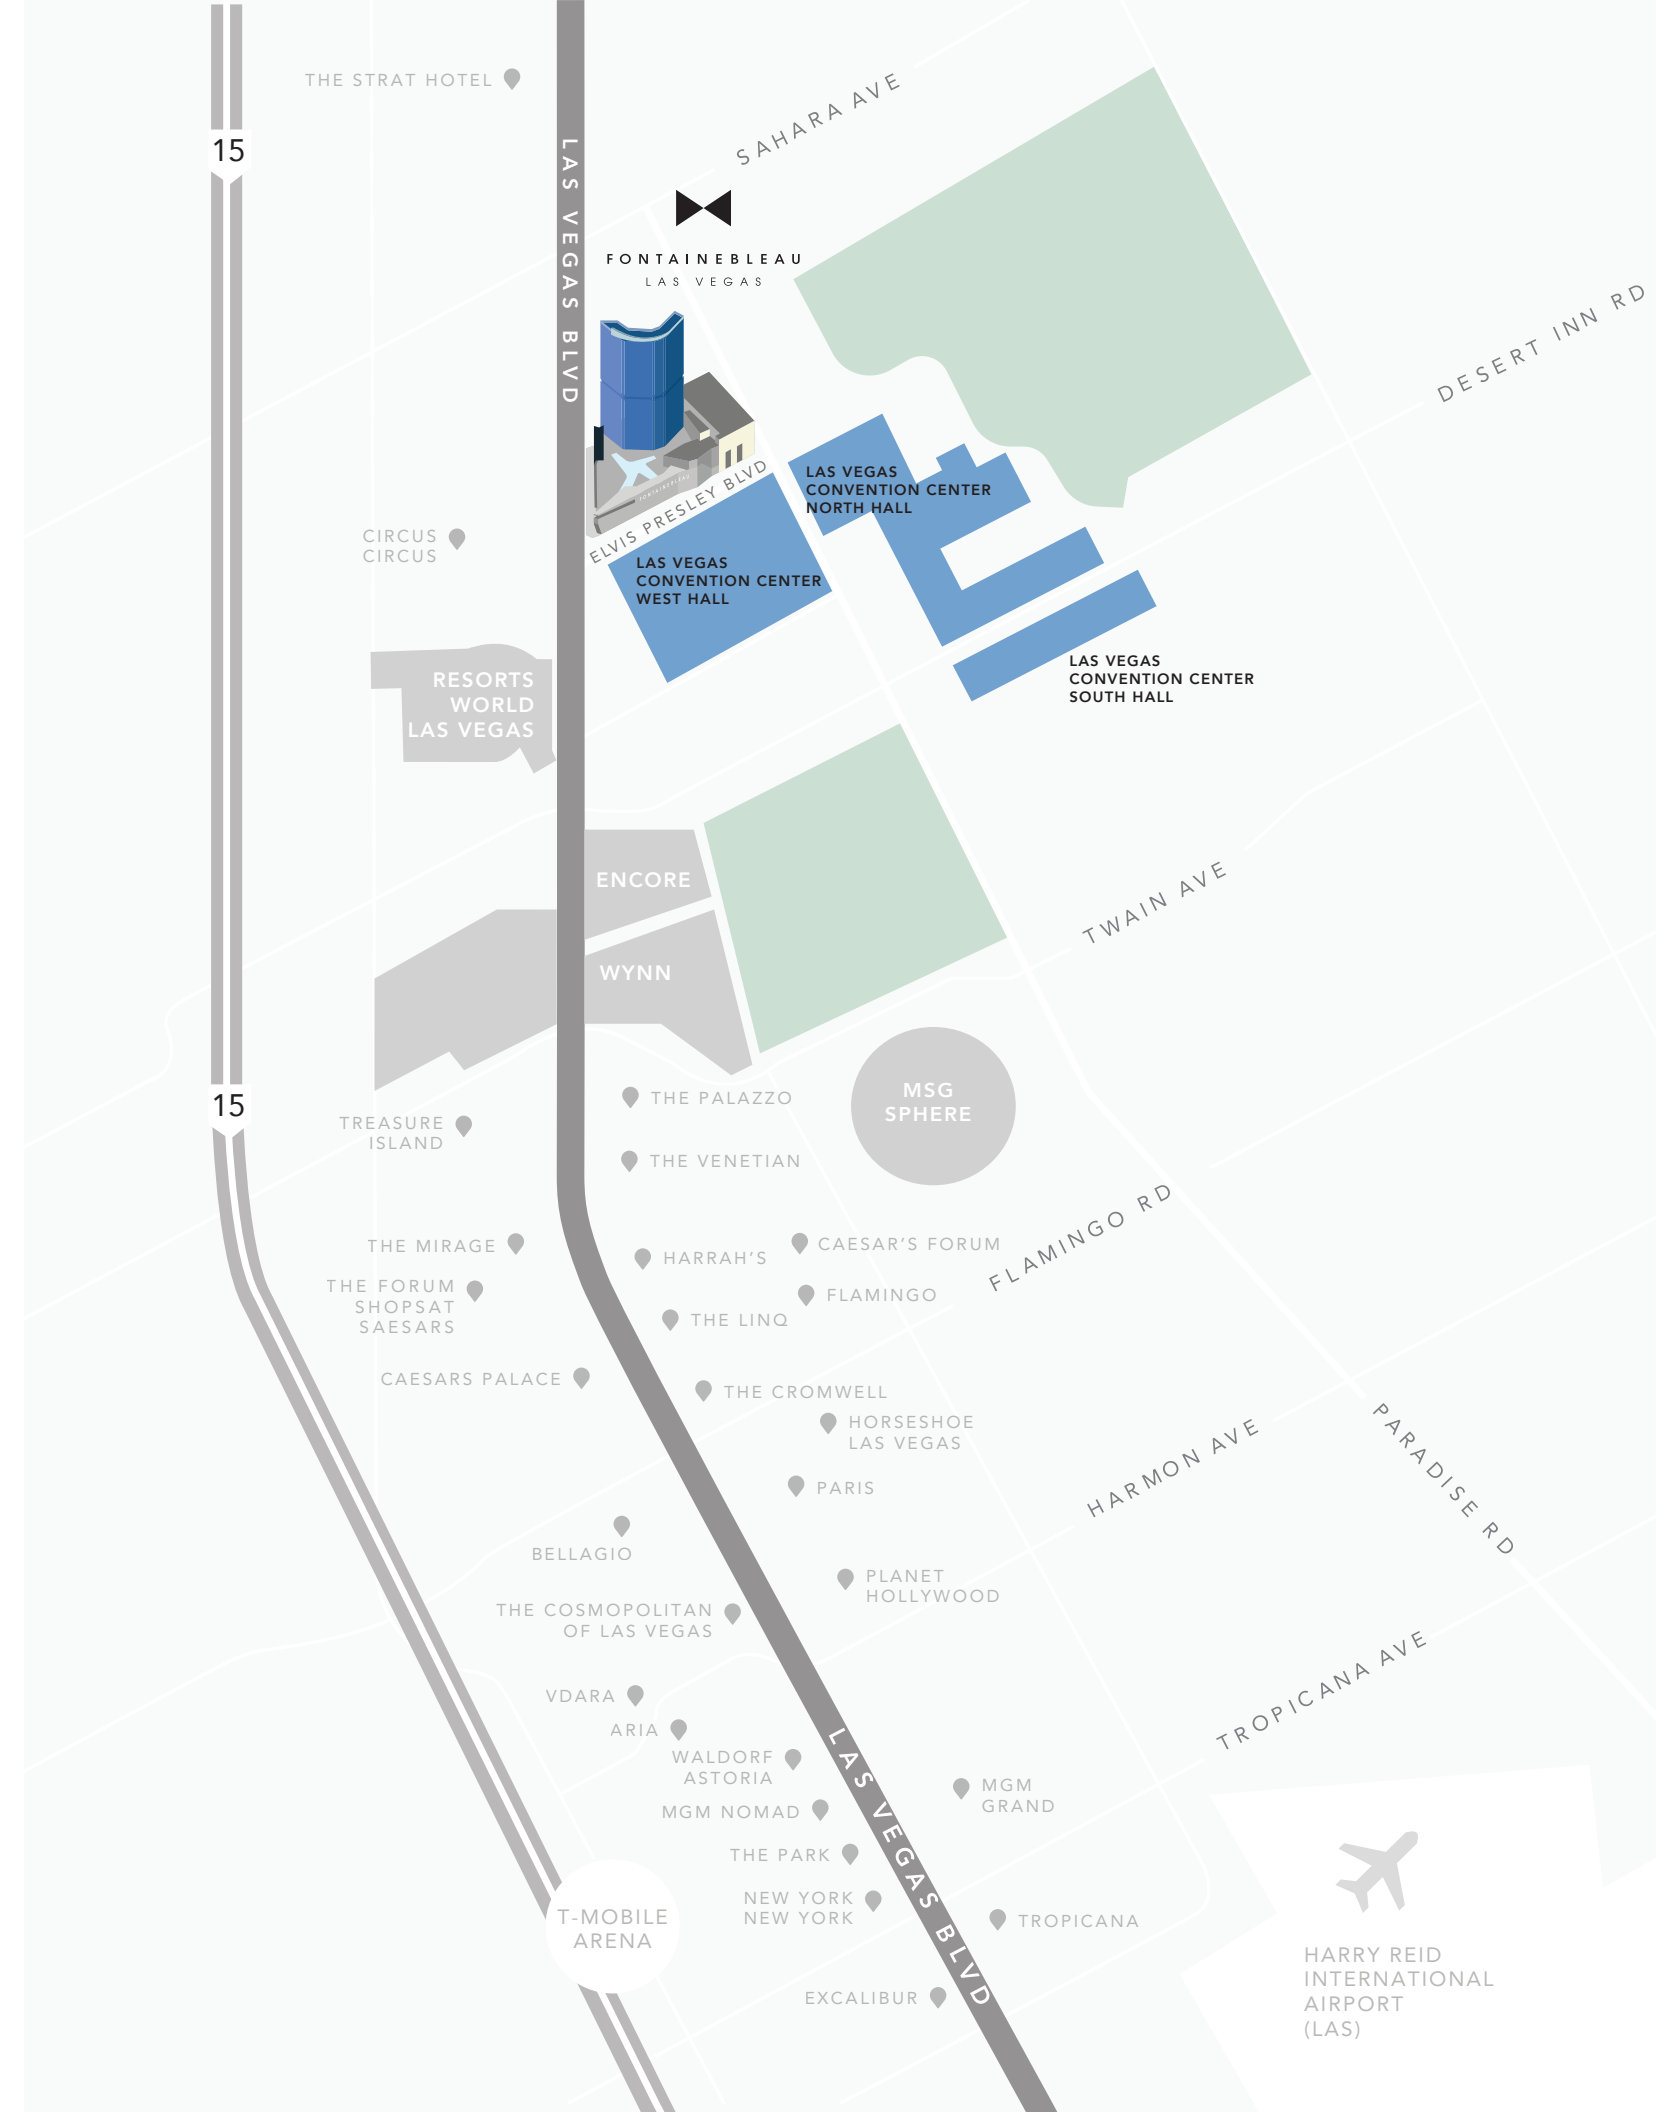 THE STRAT HOTEL
SAHARA AVE
15
LAS VEGAS BLVD
FONTAINEBLEAU
LAS VEGAS
DESERT INN RD
FONTAINEBLEAU
ELVIS PRESLEY BLVD
LAS VEGAS
CONVENTION CENTER
NORTH HALL
CIRCUS
CIRCUS
LAS VEGAS
CONVENTION CENTER
WEST HALL
LAS VEGAS
CONVENTION CENTER
SOUTH HALL
RESORTS
WORLD
LAS VEGAS
ENCORE
TWAIN AVE
WYNN
15
THE PALAZZO
MSG
SPHERE
TREASURE
ISLAND
THE VENETIAN
FLAMINGO RD
THE MIRAGE
HARRAH'S
CAESAR'S FORUM
THE FORUM
SHOPSAT
SAESARS
FLAMINGO
THE LINQ
CAESARS PALACE
THE CROMWELL
HORSESHOE
LAS VEGAS
PARADISE RD
HARMON AVE
PARIS
BELLAGIO
PLANET
HOLLYWOOD
THE COSMOPOLITAN
OF LAS VEGAS
TROPICANA AVE
VDARA
ARIA
WALDORF
ASTORIA
LAS VEGAS BLVD
MGM
GRAND
MGM NOMAD
THE PARK
NEW YORK
NEW YORK
T-MOBILE
ARENA
TROPICANA
HARRY REID
INTERNATIONAL
AIRPORT
(LAS)
EXCALIBUR